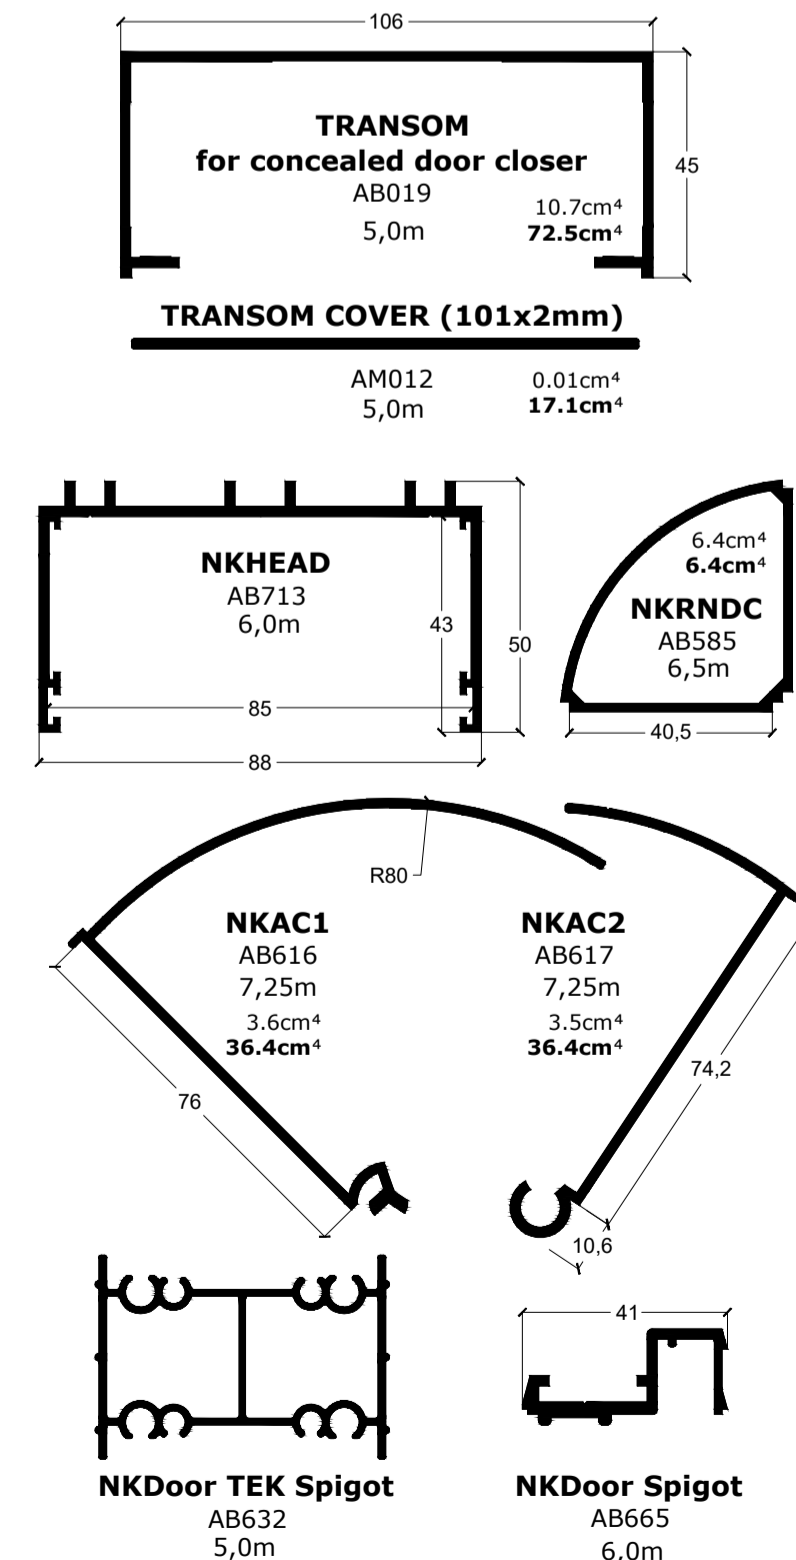 106
TRANSOM
for concealed door closer
AB019
5,0m
10.7cm⁴
72.5cm⁴
45
TRANSOM COVER (101x2mm)
AM012
5,0m
0.01cm⁴
17.1cm⁴
NKHEAD
AB713
6,0m
43
50
85
88
6.4cm⁴
6.4cm⁴
NKRNDC
AB585
6,5m
40,5
R80
NKAC1
AB616
7,25m
3.6cm⁴
36.4cm⁴
76
NKAC2
AB617
7,25m
3.5cm⁴
36.4cm⁴
74,2
10,6
41
NKDoor TEK Spigot
AB632
5,0m
NKDoor Spigot
AB665
6,0m